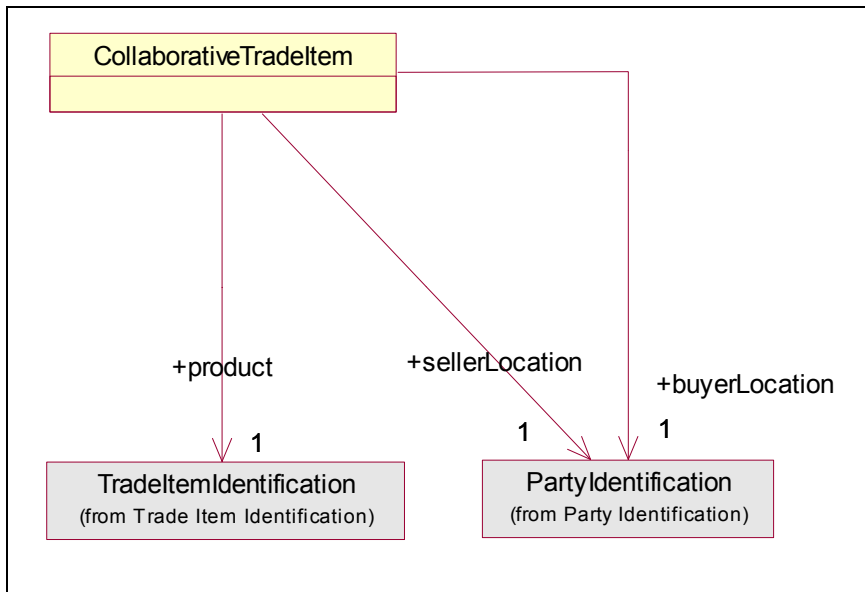 CollaborativeTradeItem
+product
+sellerLocation
+buyerLocation
1
1
1
TradeItemIdentification
(from Trade Item Identification)
PartyIdentification
(from Party Identification)